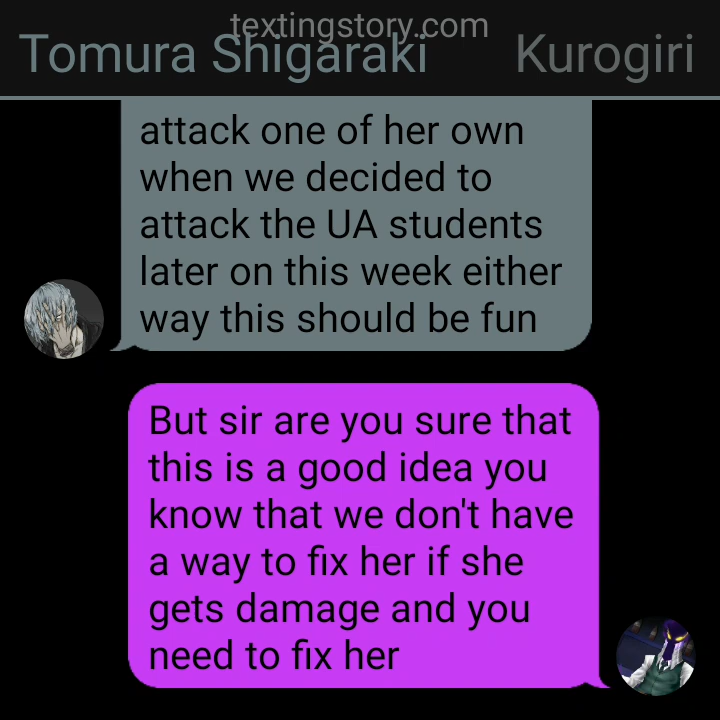 textingstory.com
Tomura Shigaraki
Kurogiri
attack one of her own
when we decided to
attack the UA students
later on this week either
way this should be fun
But sir are you sure that
this is a good idea you
know that we don't have
a way to fix her if she
gets damage and you
need to fix her